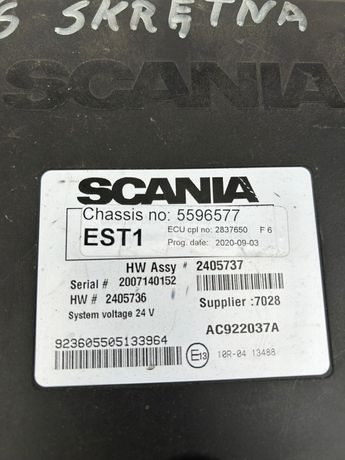 SKRĘTNA
SCANIA
SCANIA
Chassis no: 5596577
EST1
ECU cpl no: 2837650 F 6
Prog. date: 2020-09-03
HW Assy # 2405737
Serial # 2007140152
HW # 2405736
Supplier :7028
System voltage 24 V
AC922037A
923605505133964
E13
10R-04 13488